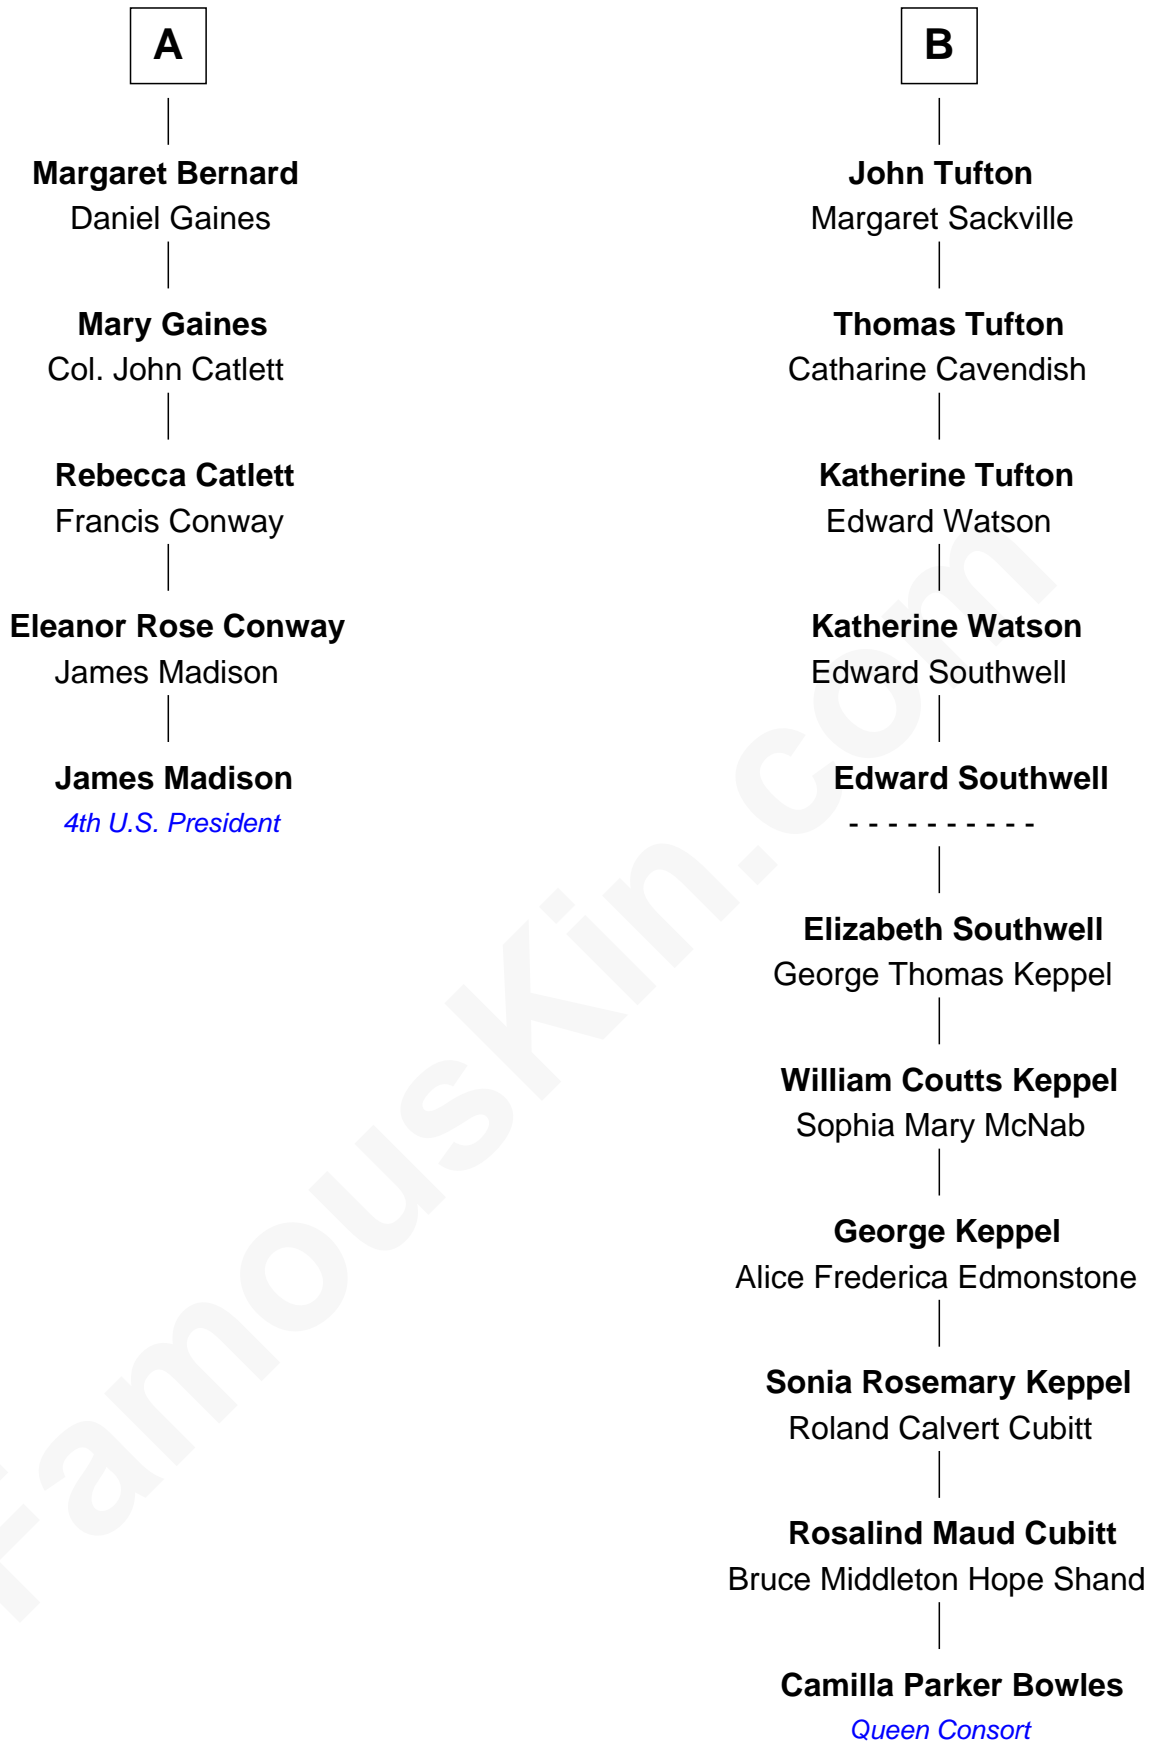 A
Margaret Bernard
Daniel Gaines
Mary Gaines
Col. John Catlett
Rebecca Catlett
Francis Conway
Eleanor Rose Conway
James Madison
James Madison
4th U.S. President
B
John Tufton
Margaret Sackville
Thomas Tufton
Catharine Cavendish
Katherine Tufton
Edward Watson
Katherine Watson
Edward Southwell
Edward Southwell
- - - - - - - - - -
Elizabeth Southwell
George Thomas Keppel
William Coutts Keppel
Sophia Mary McNab
George Keppel
Alice Frederica Edmonstone
Sonia Rosemary Keppel
Roland Calvert Cubitt
Rosalind Maud Cubitt
Bruce Middleton Hope Shand
Camilla Parker Bowles
Queen Consort
FamousKin.com